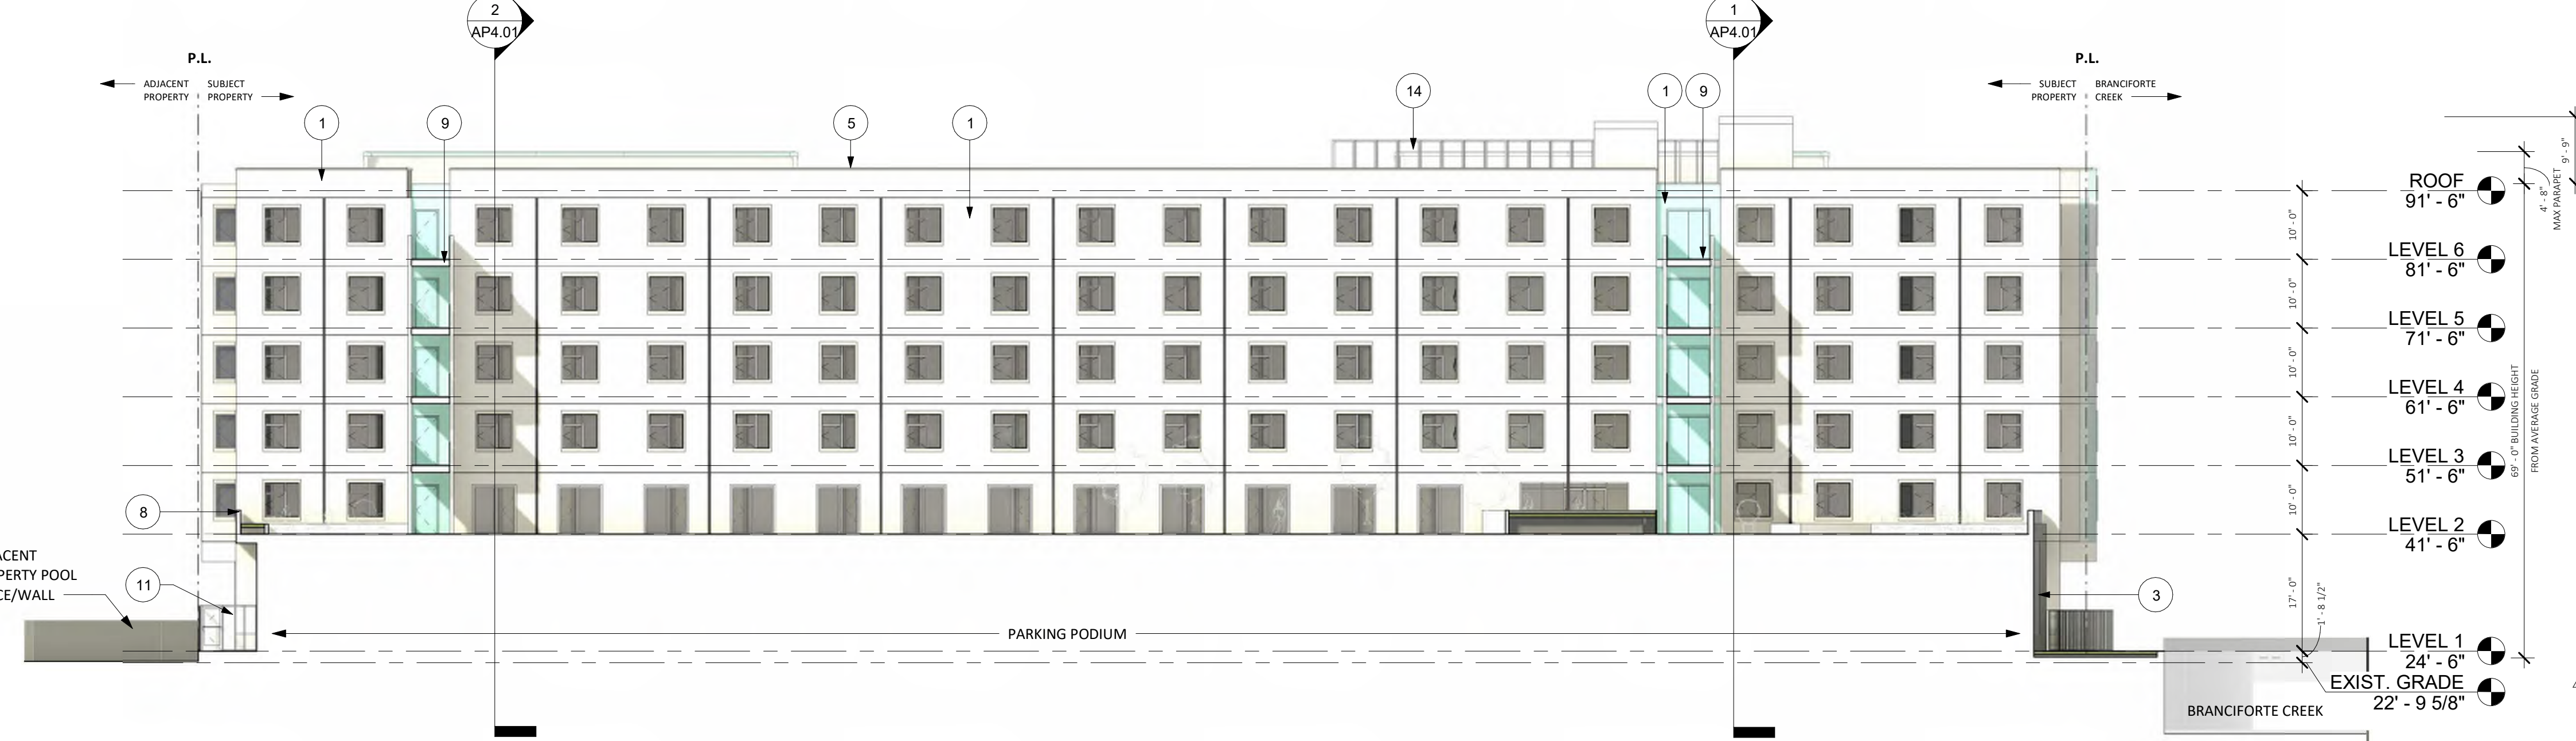 2
AP4.01
1
AP4.01
P.L.
ADJACENT SUBJECT
PROPERTY PROPERTY
P.L.
SUBJECT BRANCIFORTE
PROPERTY CREEK
1
9
5
1
14
1
9
8
11
3
ACENT
PERTY POOL
CE/WALL
PARKING PODIUM
BRANCIFORTE CREEK
ROOF
91' - 6"
LEVEL 6
81' - 6"
LEVEL 5
71' - 6"
LEVEL 4
61' - 6"
LEVEL 3
51' - 6"
LEVEL 2
41' - 6"
LEVEL 1
24' - 6"
EXIST. GRADE
22' - 9 5/8"
10' - 0"
10' - 0"
10' - 0"
10' - 0"
10' - 0"
17' - 0"
1' - 8 1/2"
69' - 0" BUILDING HEIGHT
FROM AVERAGE GRADE
4' - 8"
MAX PARAPET
9' - 9"